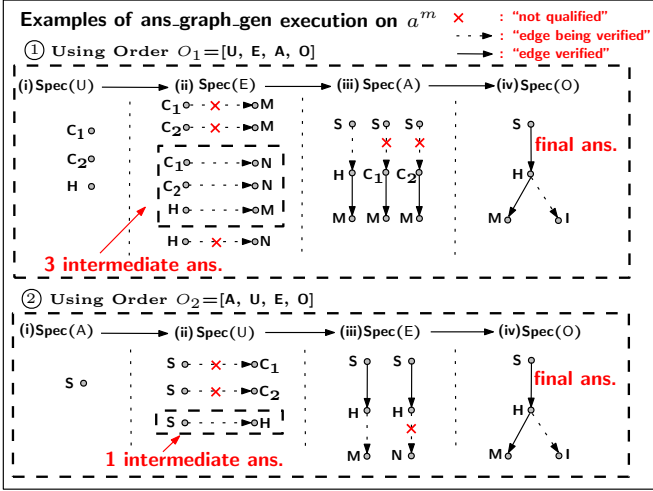 Examples of ans_graph_gen execution on a^m
× : “not qualified”
: “edge being verified”
: “edge verified”
① Using Order O₁=[U, E, A, O]
(i)Spec(U) (ii) Spec(E) (iii) Spec(A) (iv)Spec(O)
C₁ × M S S S S
C₁ C₂ × M × × final ans.
C₂ C₁ N H C₁ C₂ H
H C₂ N
H M M M M M I
H × N
3 intermediate ans.
② Using Order O₂=[A, U, E, O]
(i)Spec(A) (ii) Spec(U) (iii)Spec(E) (iv)Spec(O)
S S × C₁ S S S
S × C₂ final ans.
S H H H H
×
1 intermediate ans. M N M I